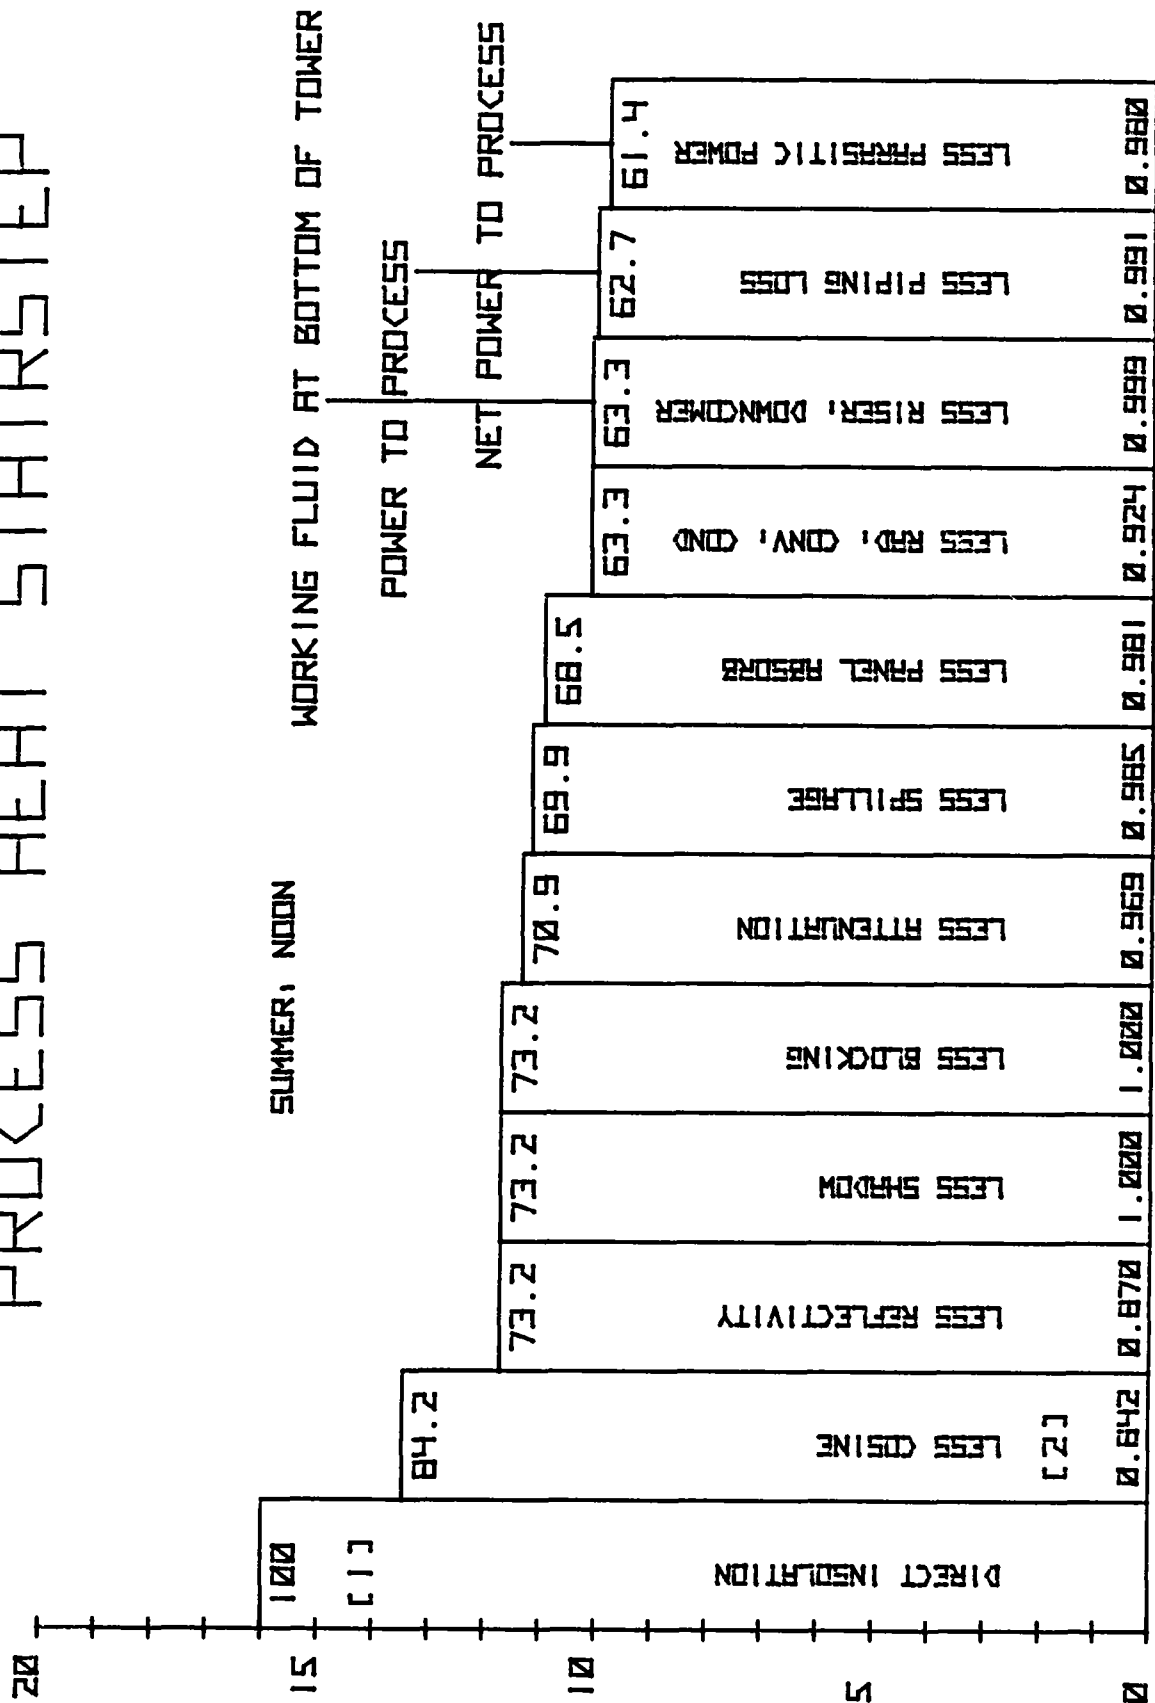 PROCESS HEAT STAIRSTEP
SUMMER, NOON
WORKING FLUID AT BOTTOM OF TOWER
POWER TO PROCESS
NET POWER TO PROCESS
20
15
10
5
0
100
[1]
DIRECT INSOLATION
84.2
LESS COSINE
[2]
0.642
73.2
LESS REFLECTIVITY
0.870
73.2
LESS SHADOW
1.000
73.2
LESS BLOCKING
1.000
70.9
LESS ATTENUATION
0.969
69.9
LESS SPILLAGE
0.985
68.5
LESS PANEL ABSORB
0.981
63.3
LESS RAD, CONV, COND
0.924
63.3
LESS RISER, DOWNCOMER
0.999
62.7
LESS PIPING LOSS
0.991
61.4
LESS PARASITIC POWER
0.980